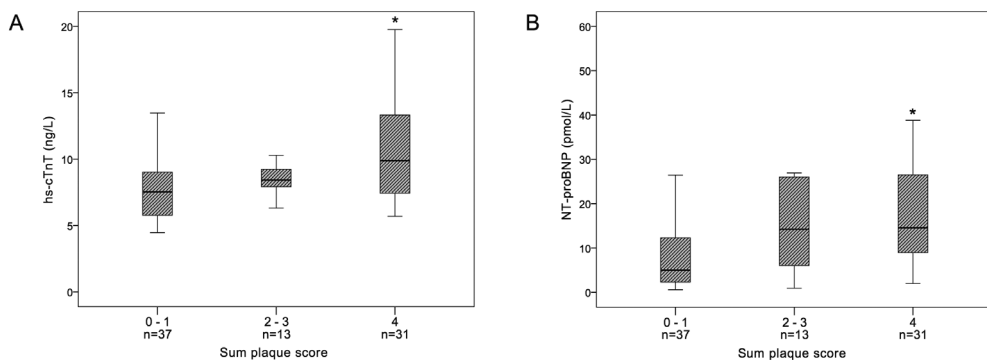 A
hs-cTnT (ng/L)
20
15
10
5
0
*
0 - 1
n=37
2 - 3
n=13
4
n=31
Sum plaque score
B
NT-proBNP (pmol/L)
60
50
40
30
20
10
0
*
0 - 1
n=37
2 - 3
n=13
4
n=31
Sum plaque score